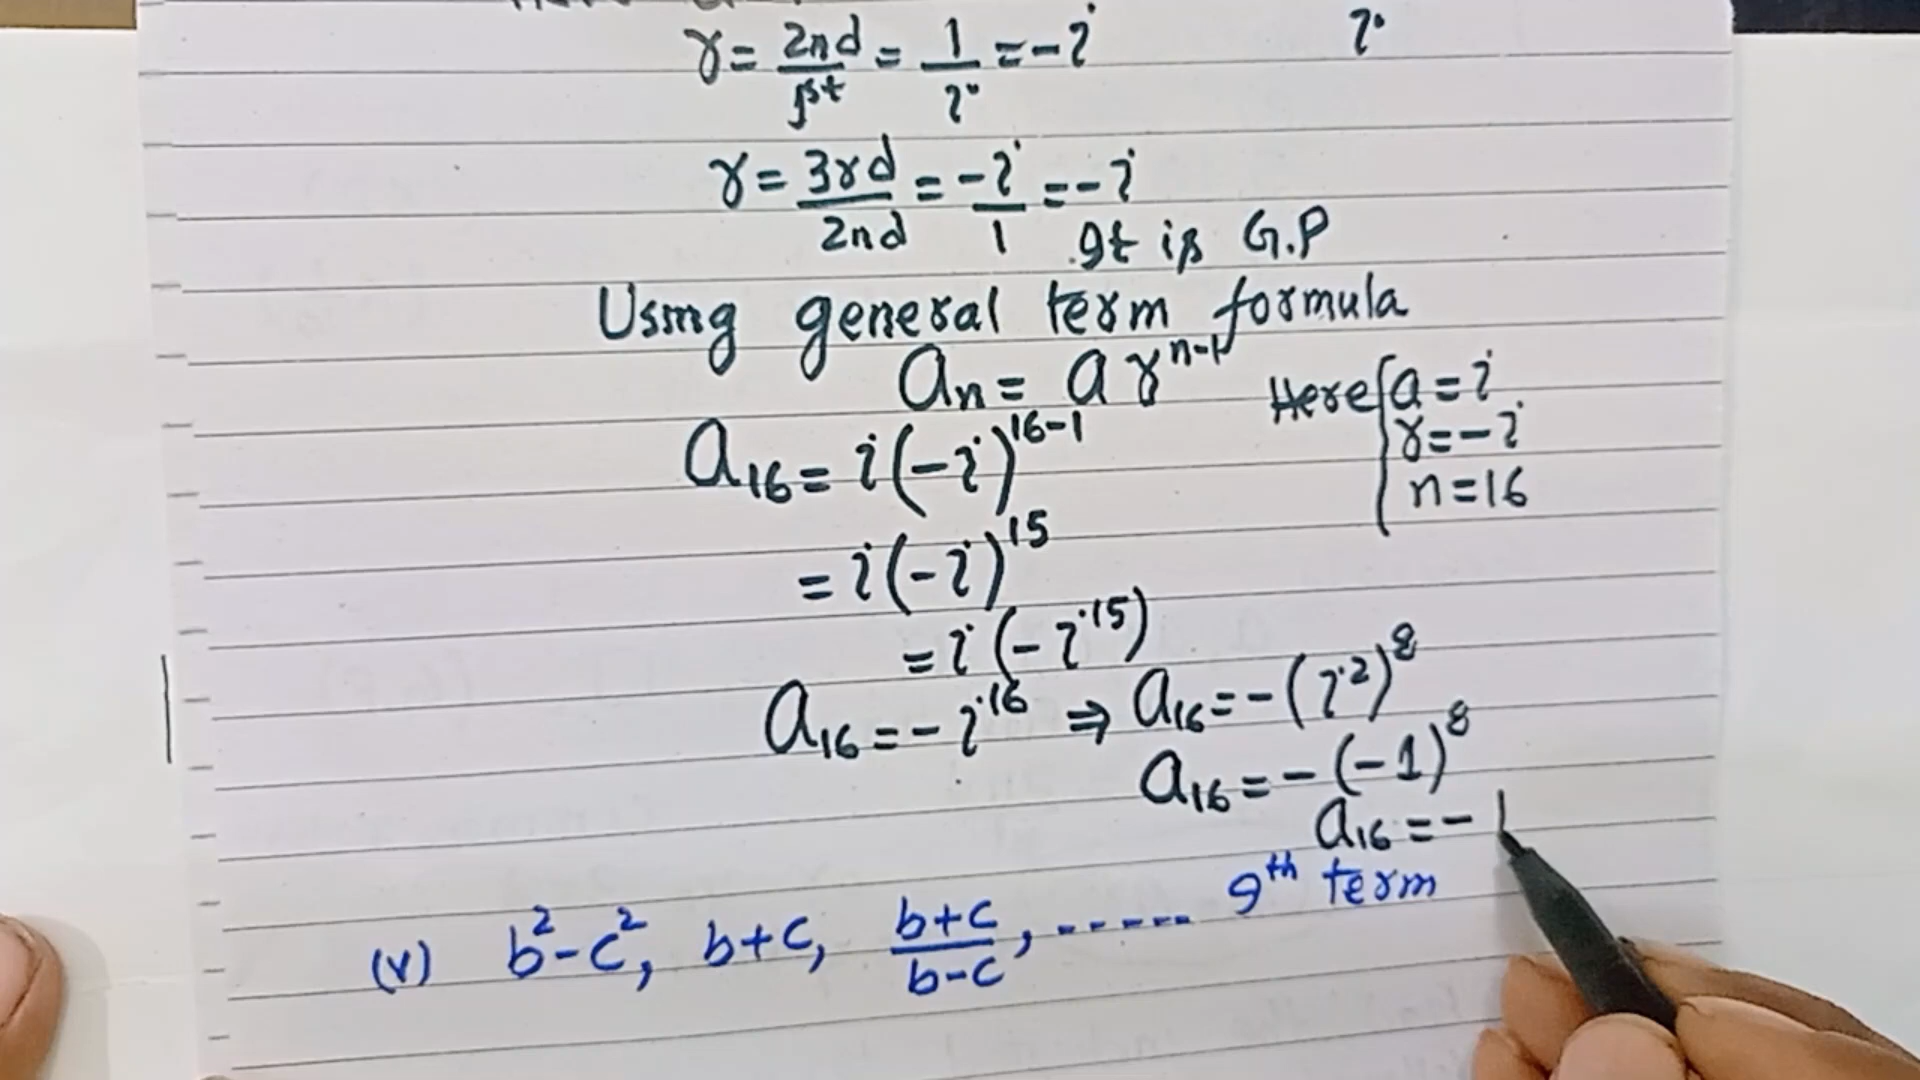 r = 2nd/1st = 1/i = -i
i
r = 3rd/2nd = -i/1 = -i
It is G.P
Using general term formula
an = a r^(n-1)
Here a = i
r = -i
n = 16
a16 = i(-i)^(16-1)
= i(-i)^15
= i(-i^15)
a16 = -i^16 ⇒ a16 = -(i^2)^8
a16 = -(-1)^8
a16 = -1
(v) b^2-c^2, b+c, (b+c)/(b-c), ------ 9th term